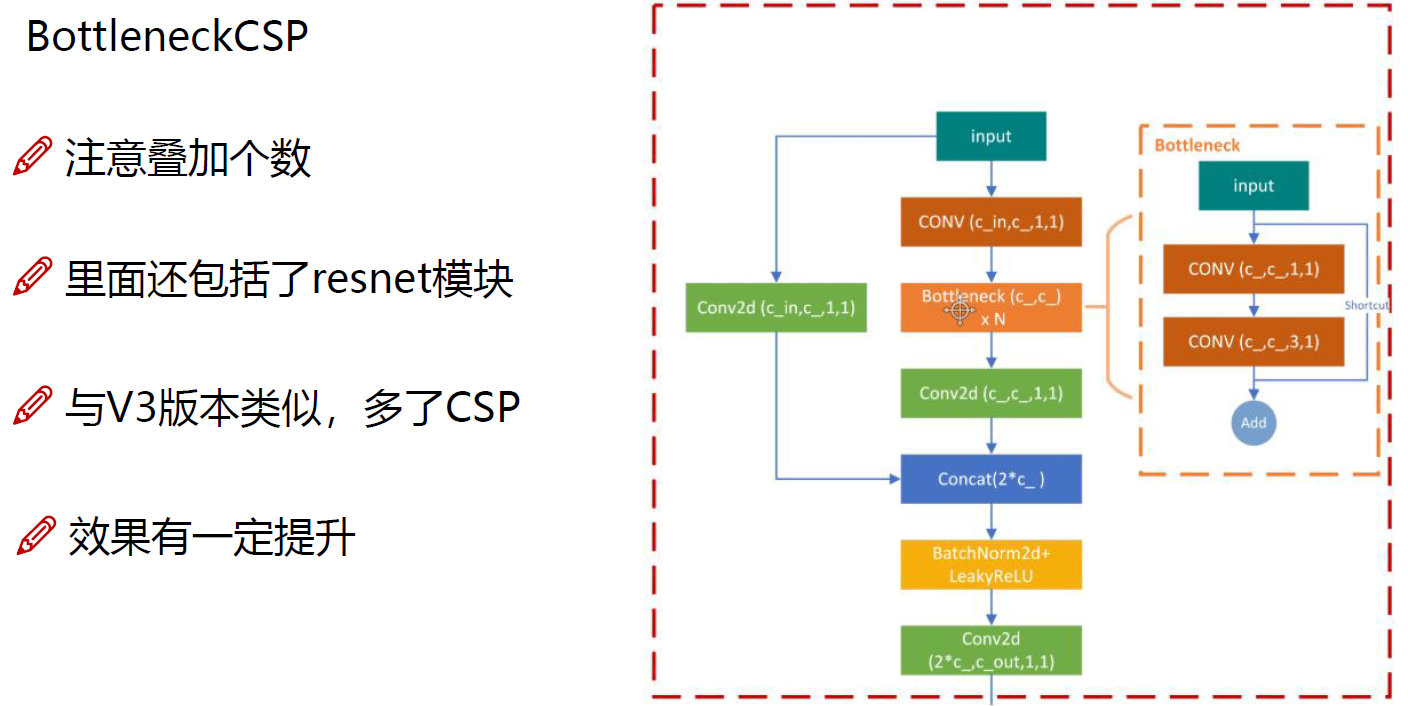 BottleneckCSP
注意叠加个数
里面还包括了resnet模块
与V3版本类似，多了CSP
效果有一定提升
input
CONV (c_in,c_,1,1)
Conv2d (c_in,c_,1,1)
Bottleneck (c_,c_)
x N
Conv2d (c_,c_,1,1)
Concat(2*c_ )
BatchNorm2d+
LeakyReLU
Conv2d
(2*c_,c_out,1,1)
Bottleneck
input
CONV (c_,c_,1,1)
Shortcut
CONV (c_,c_,3,1)
Add